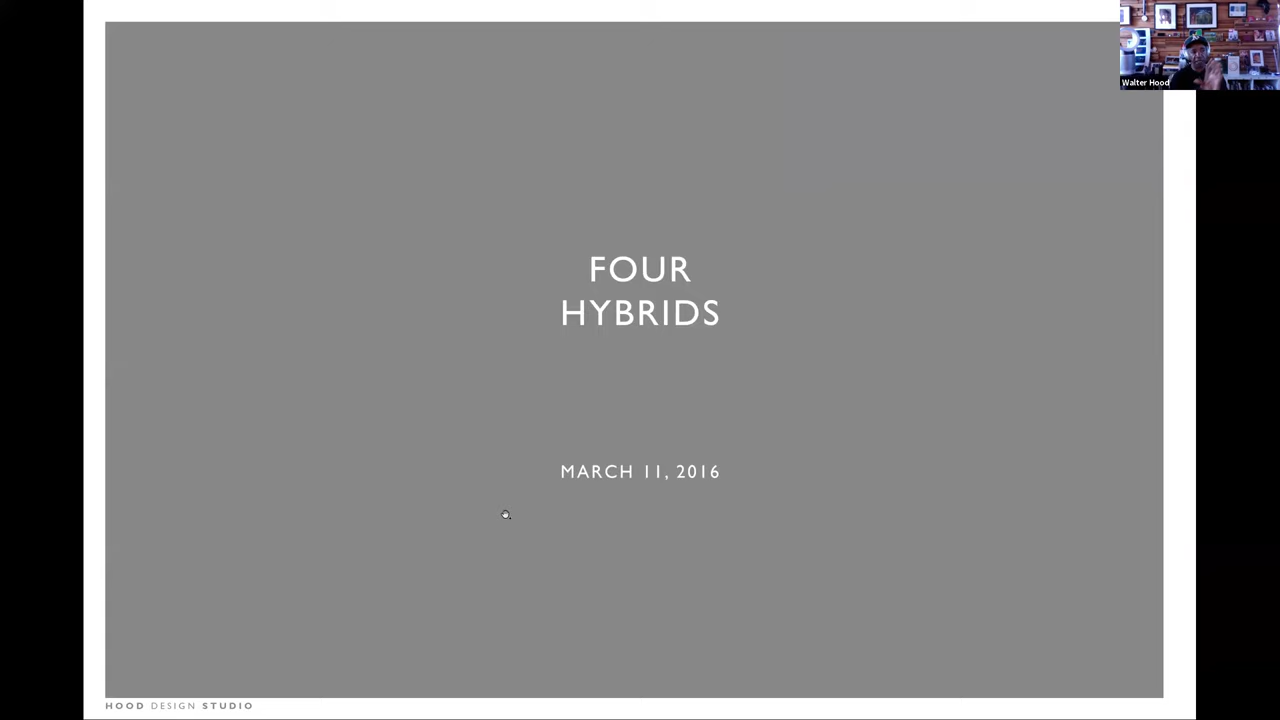 Walter Hood
FOUR
HYBRIDS
MARCH 11, 2016
HOOD DESIGN STUDIO